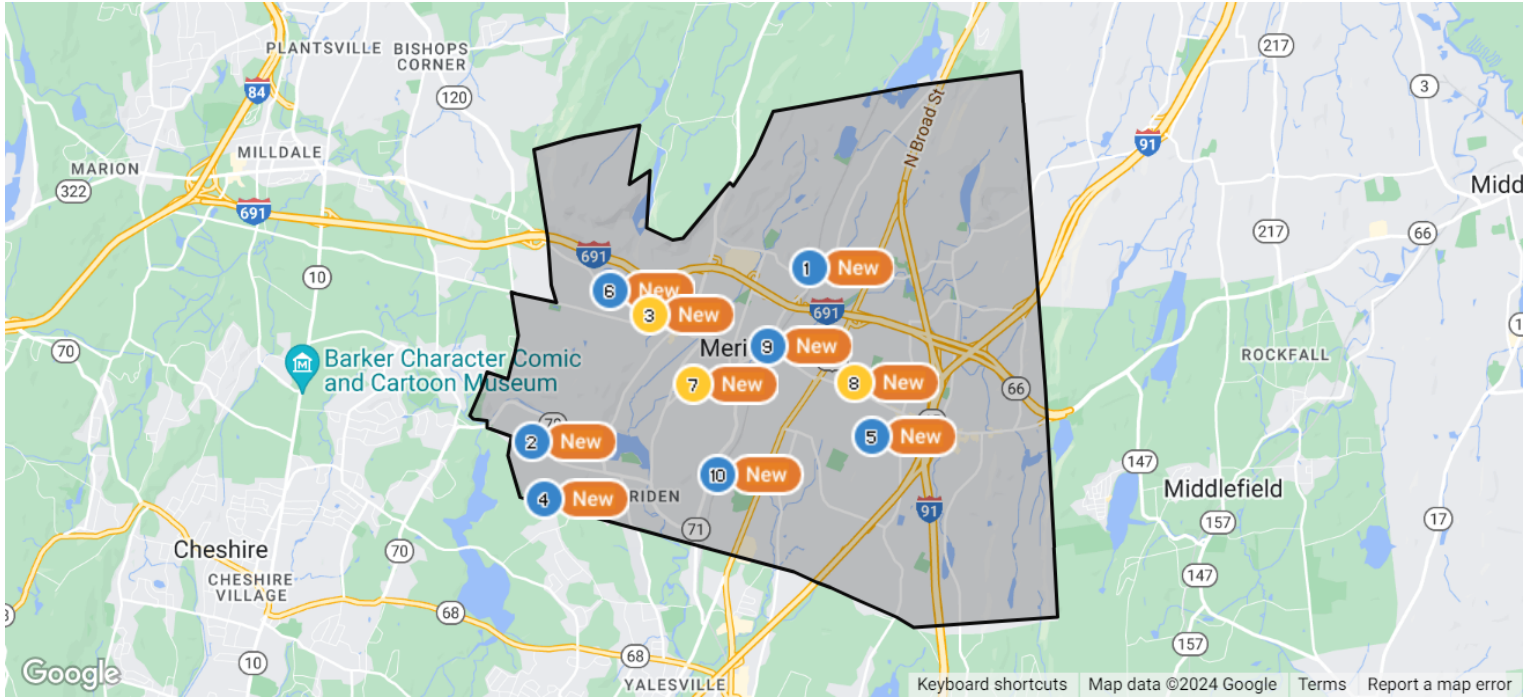 PLANTSVILLE
BISHOPS
CORNER
217
84
120
3
N Broad St
91
MARION
MILLDALE
322
Midd
691
217
66
10
691
1 New
6 New
3 New
691
70
Barker Character Comic
and Cartoon Museum
Meri
9 New
ROCKFALL
7 New
8 New
66
70
2 New
5 New
147
10 New
4 New
RIDEN
Middlefield
91
71
157
17
Cheshire
70
CHESHIRE
VILLAGE
147
68
157
68
10
YALESVILLE
Google
Keyboard shortcuts
Map data ©2024 Google
Terms
Report a map error